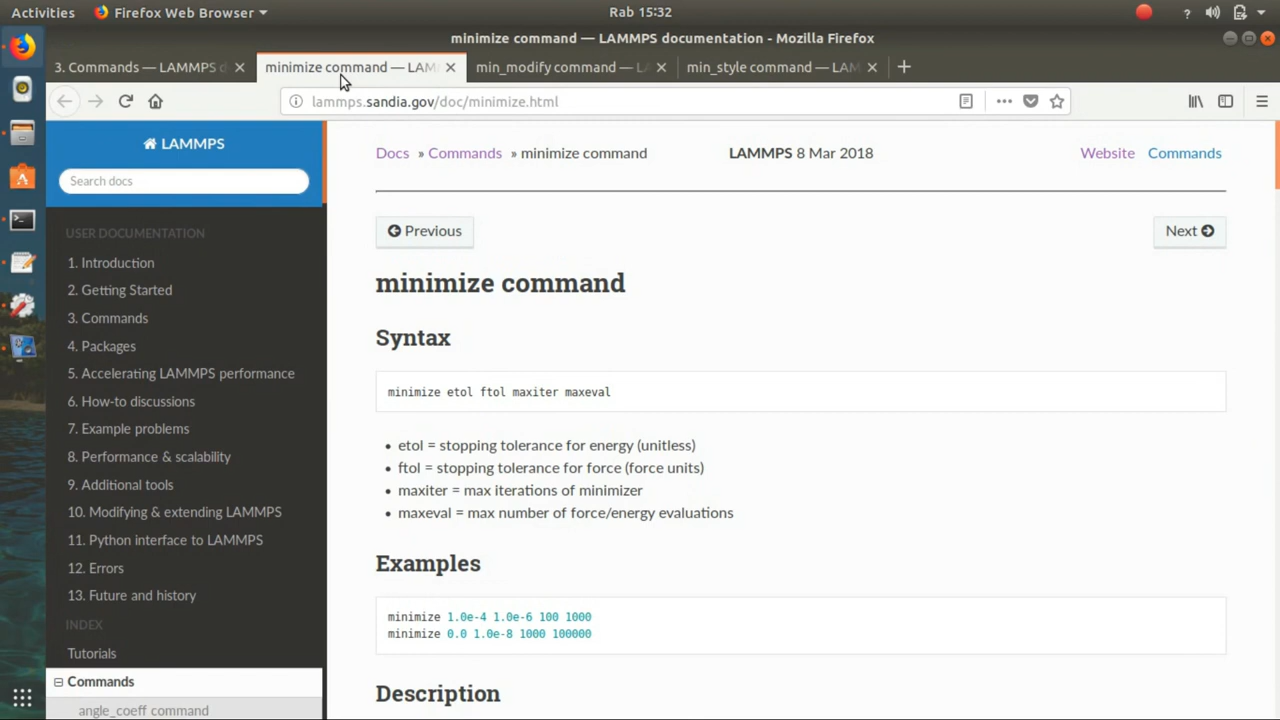 Activities
Firefox Web Browser
Rab 15:32
minimize command — LAMMPS documentation - Mozilla Firefox
3. Commands — LAMMPS d
minimize command — LAM
min_modify command — L
min_style command — LAM
lammps.sandia.gov/doc/minimize.html
LAMMPS
Search docs
USER DOCUMENTATION
1. Introduction
2. Getting Started
3. Commands
4. Packages
5. Accelerating LAMMPS performance
6. How-to discussions
7. Example problems
8. Performance & scalability
9. Additional tools
10. Modifying & extending LAMMPS
11. Python interface to LAMMPS
12. Errors
13. Future and history
INDEX
Tutorials
Commands
angle_coeff command
Docs » Commands » minimize command
LAMMPS 8 Mar 2018
Website Commands
Previous
Next
minimize command
Syntax
minimize etol ftol maxiter maxeval
• etol = stopping tolerance for energy (unitless)
• ftol = stopping tolerance for force (force units)
• maxiter = max iterations of minimizer
• maxeval = max number of force/energy evaluations
Examples
minimize 1.0e-4 1.0e-6 100 1000
minimize 0.0 1.0e-8 1000 100000
Description